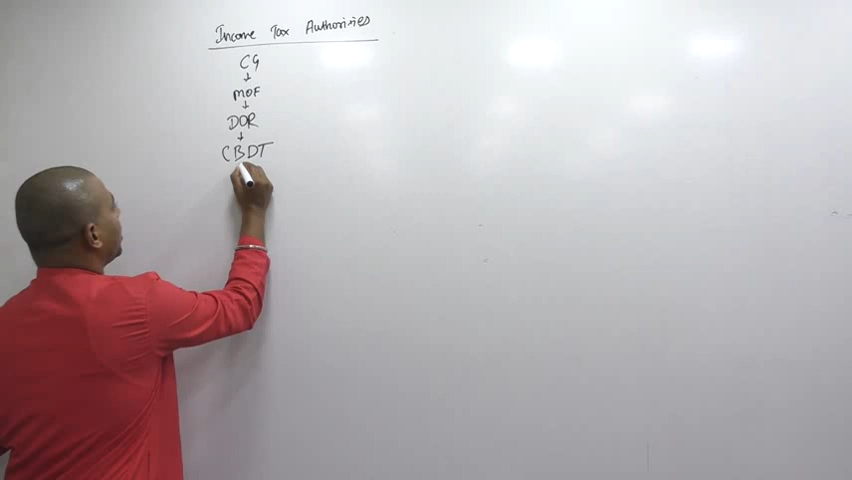 Income Tax Authorities
CG
↓
MOF
↓
DOR
↓
CBDT